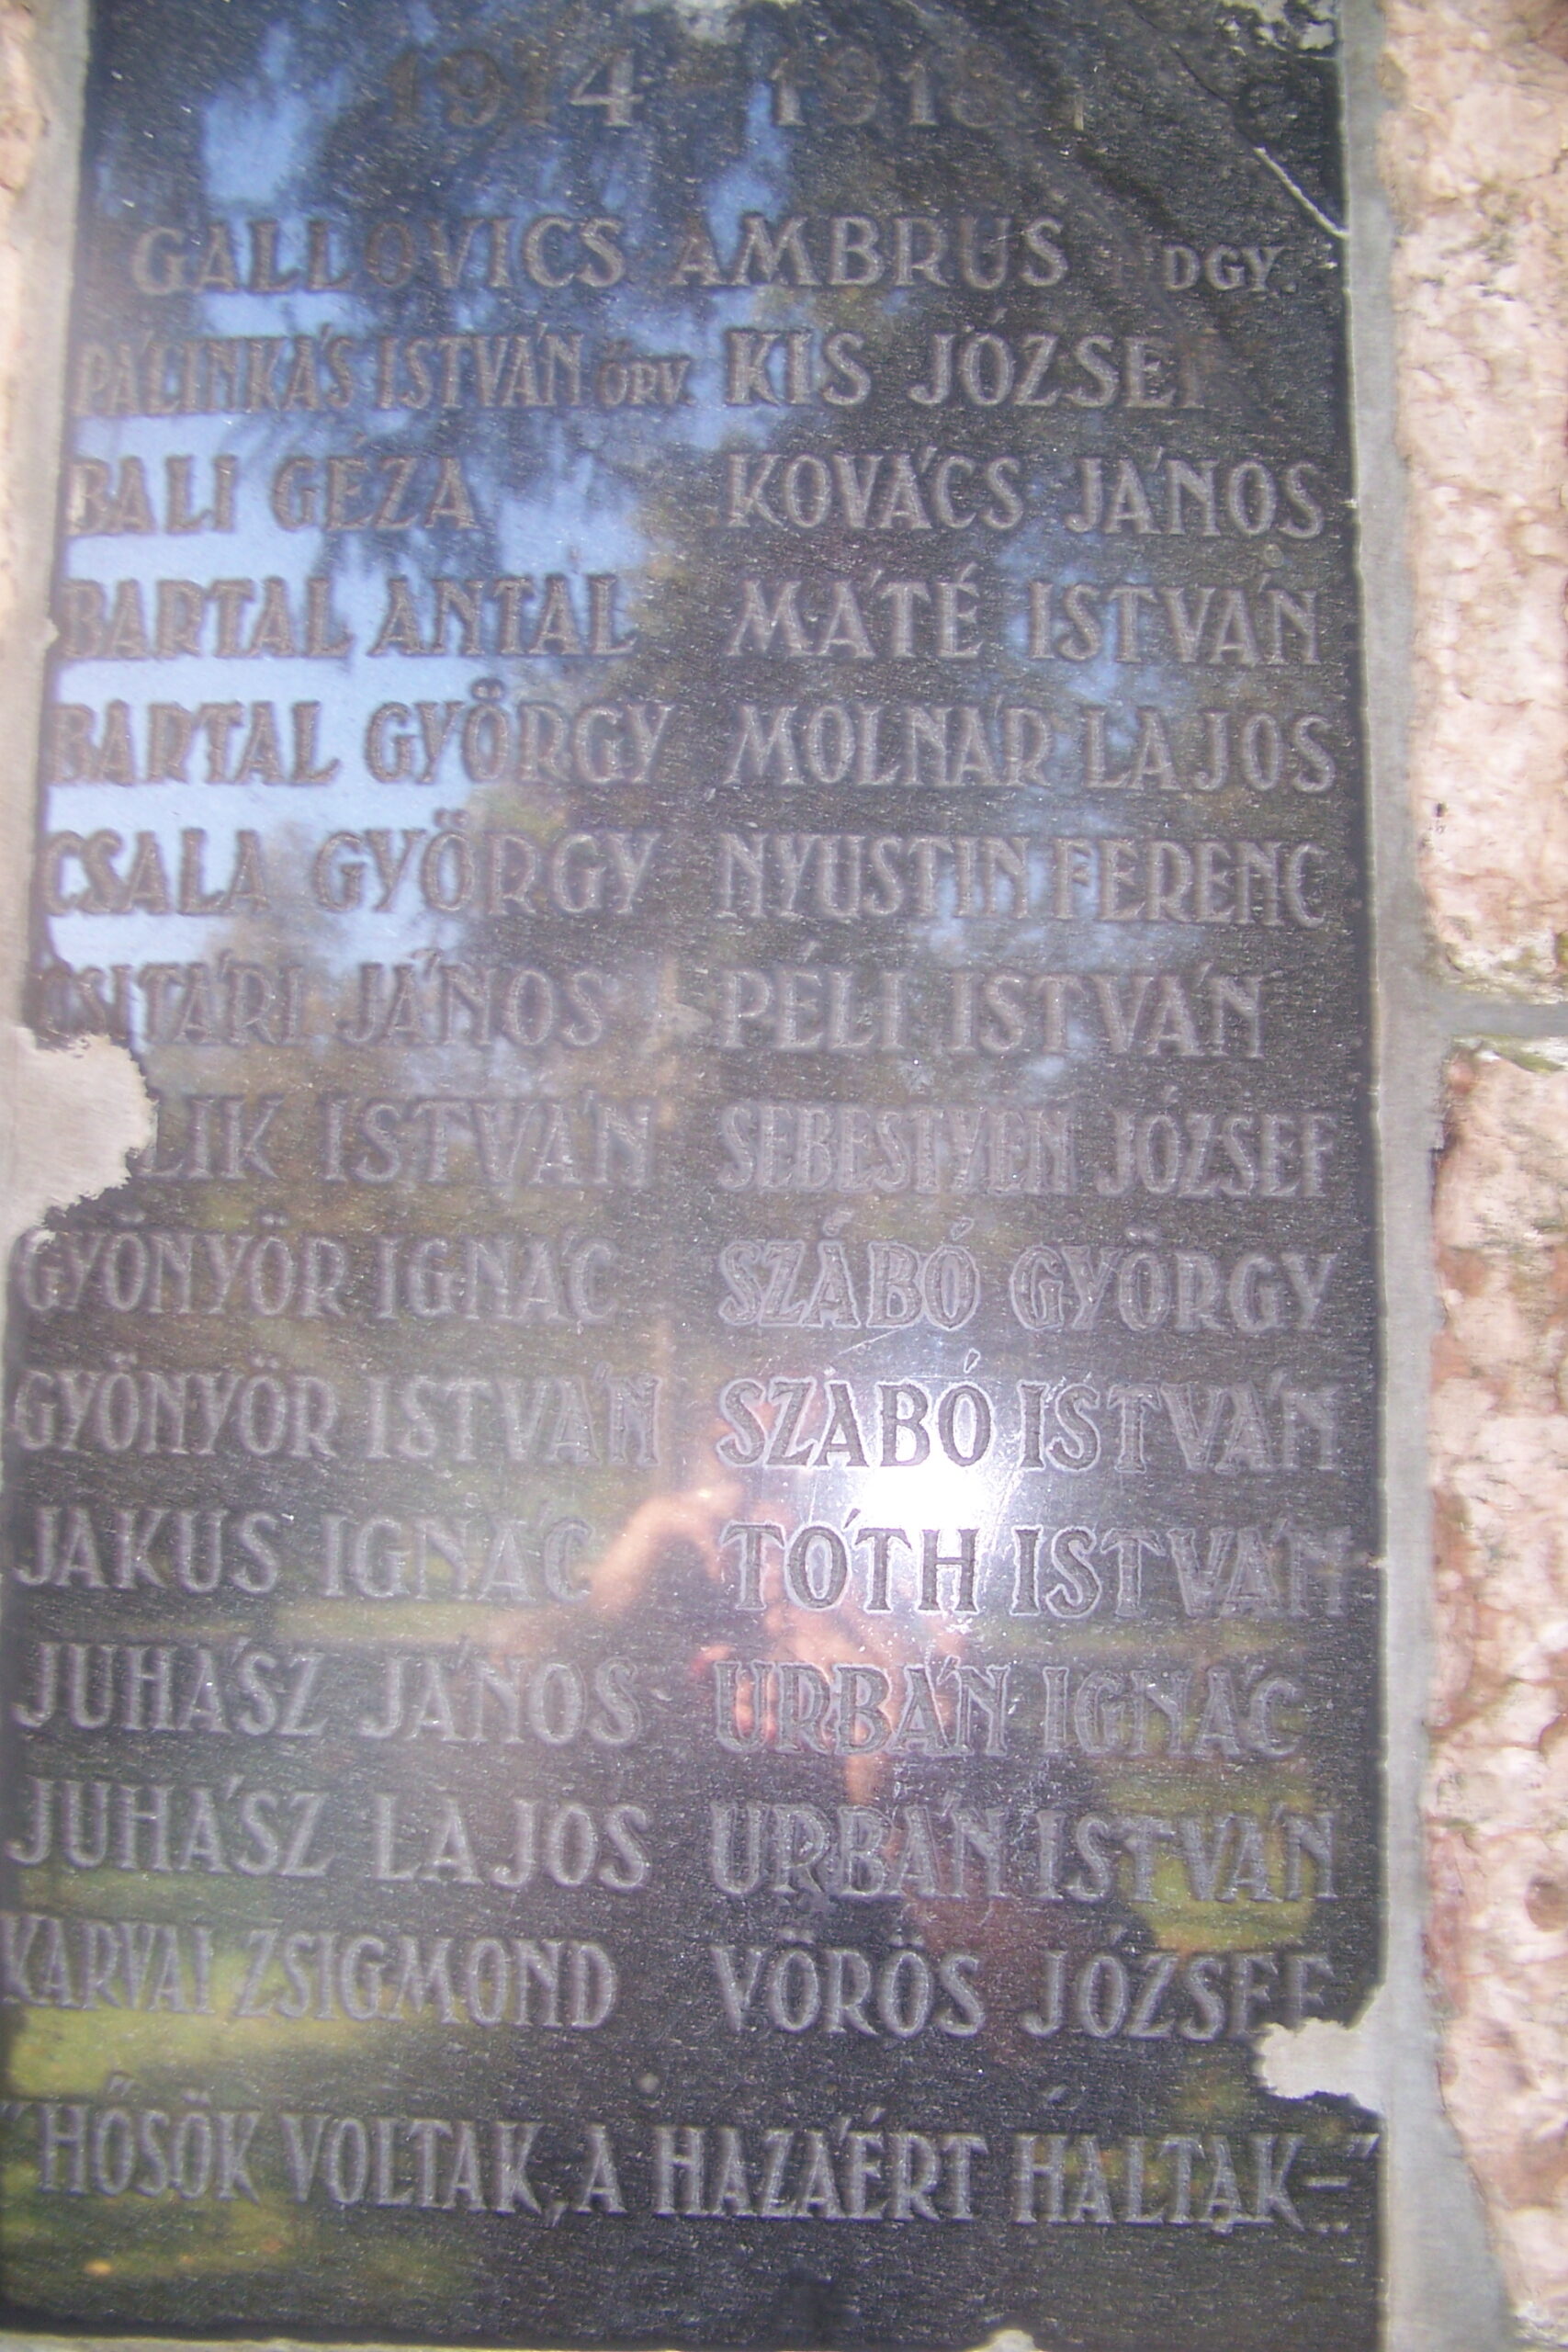 1914 1918
GALLOVICS AMBRUS DGY.
PÁLINKÁS ISTVÁN ŐRV. KIS JÓZSEF
BALI GÉZA KOVÁCS JÁNOS
BARTAL ANTAL MÁTÉ ISTVÁN
BARTAL GYÖRGY MOLNÁR LAJOS
CSALA GYÖRGY NYUSTIN FERENC
CSITÁRI JÁNOS PÉLI ISTVÁN
ISTVÁN SEBESTYÉN JÓZSEF
GYÖNYÖR IGNÁC SZABÓ GYÖRGY
GYÖNYÖR ISTVÁN SZABÓ ISTVÁN
JAKUS IGNÁC TÓTH ISTVÁN
JUHÁSZ JÁNOS URBÁN IGNÁC
JUHÁSZ LAJOS URBÁN ISTVÁN
KARVAI ZSIGMOND VÖRÖS JÓZSEF
"HŐSÖK VOLTAK, A HAZÁÉRT HALTAK-."